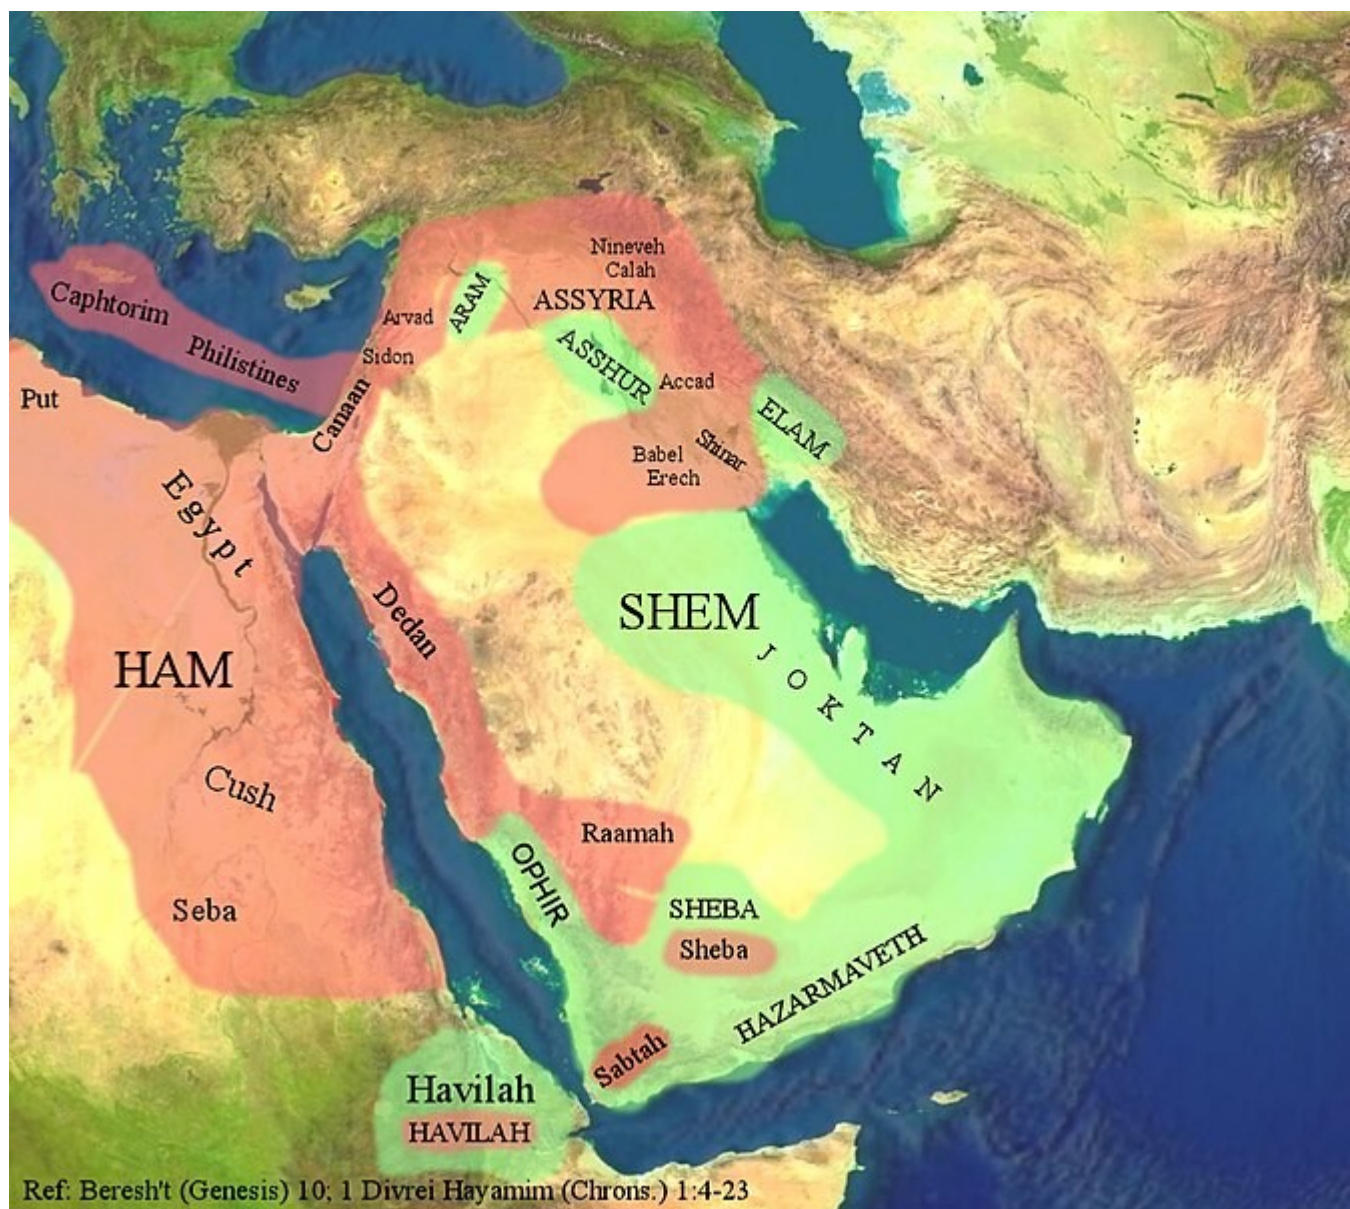 Nineveh
Calah
ARAM
ASSYRIA
Caphtorim
Arvad
Philistines
Sidon
ASSHUR
Accad
Put
Canaan
ELAM
Shinar
Babel
Erech
Egypt
Dedan
SHEM
HAM
JOKTAN
Cush
Raamah
OPHIR
Seba
SHEBA
Sheba
HAZARMAVETH
Sabtah
Havilah
HAVILAH
Ref: Beresh't (Genesis) 10; 1 Divrei Hayamim (Chrons.) 1:4-23